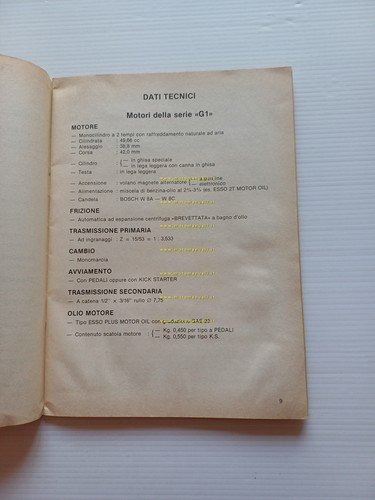 DATI TECNICI
Motori della serie «G1»
MOTORE
— Monocilindro a 2 tempi con raffreddamento naturale ad aria
— Cilindrata : 49,66 cc
— Alesaggio : 38,8 mm
— Corsa : 42,0 mm
— Cilindro : {— in ghisa speciale
— in lega leggera con canna in ghisa
— Testa : in lega leggera
— Accensione : volano magnete alternatore {— a puntine
— elettronico
— Alimentazione : miscela di benzina-olio al 2%-3% (es. ESSO 2T MOTOR OIL)
— Candela : BOSCH W 8A — W 8C
FRIZIONE
— Automatica ad espansione centrifuga «BREVETTATA» a bagno d'olio
TRASMISSIONE PRIMARIA
— Ad ingranaggi : Z = 15/53 = 1 : 3,533
CAMBIO
— Monomarcia
AVVIAMENTO
— Con PEDALI oppure con KICK STARTER
TRASMISSIONE SECONDARIA
— A catena 1/2" × 3/16" rullo ∅ 7,75
OLIO MOTORE
— Tipo ESSO PLUS MOTOR OIL con gradazione SAE
— Contenuto scatola motore : {— Kg. 0,450 per tipo a PEDALI
— Kg. 0,550 per tipo K.S.
9